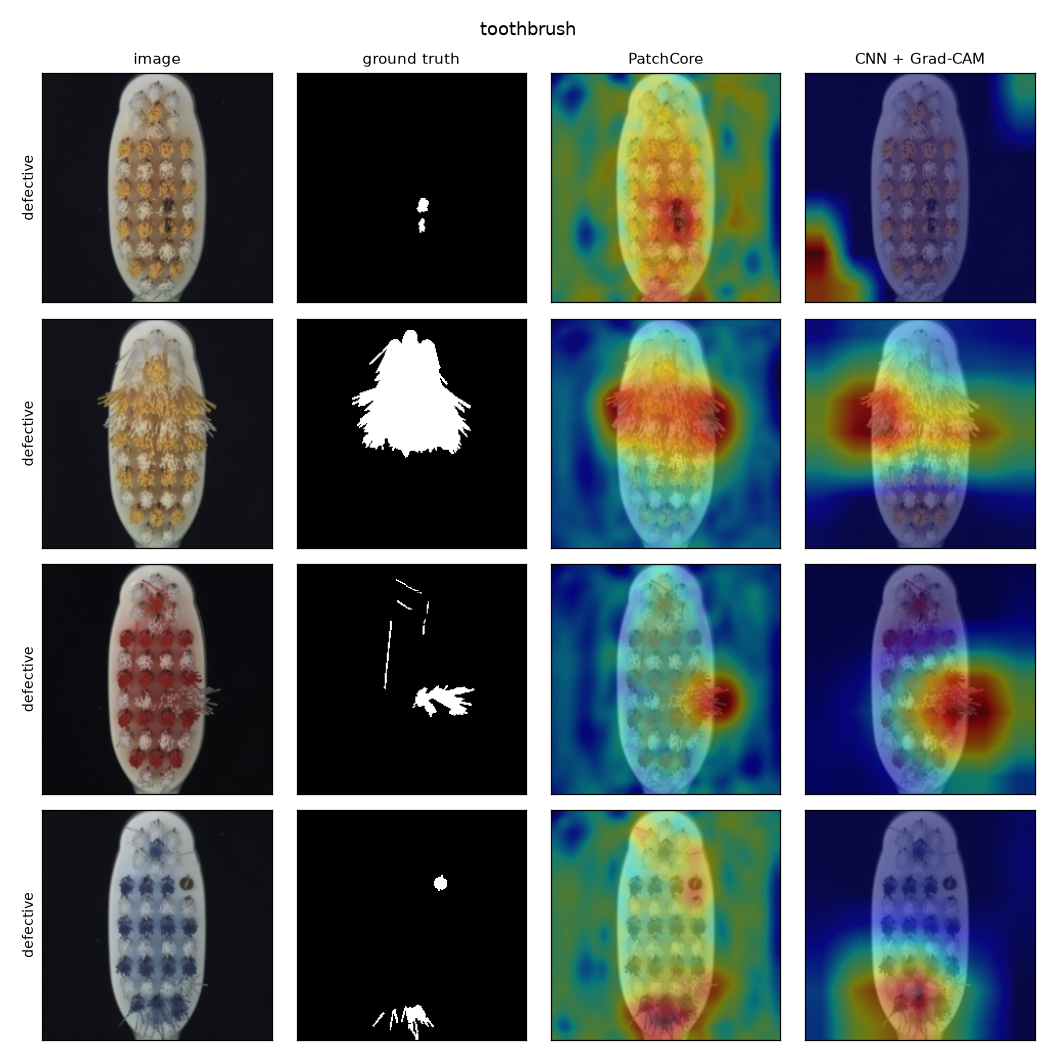 toothbrush
image ground truth PatchCore CNN + Grad-CAM
defective
defective
defective
defective